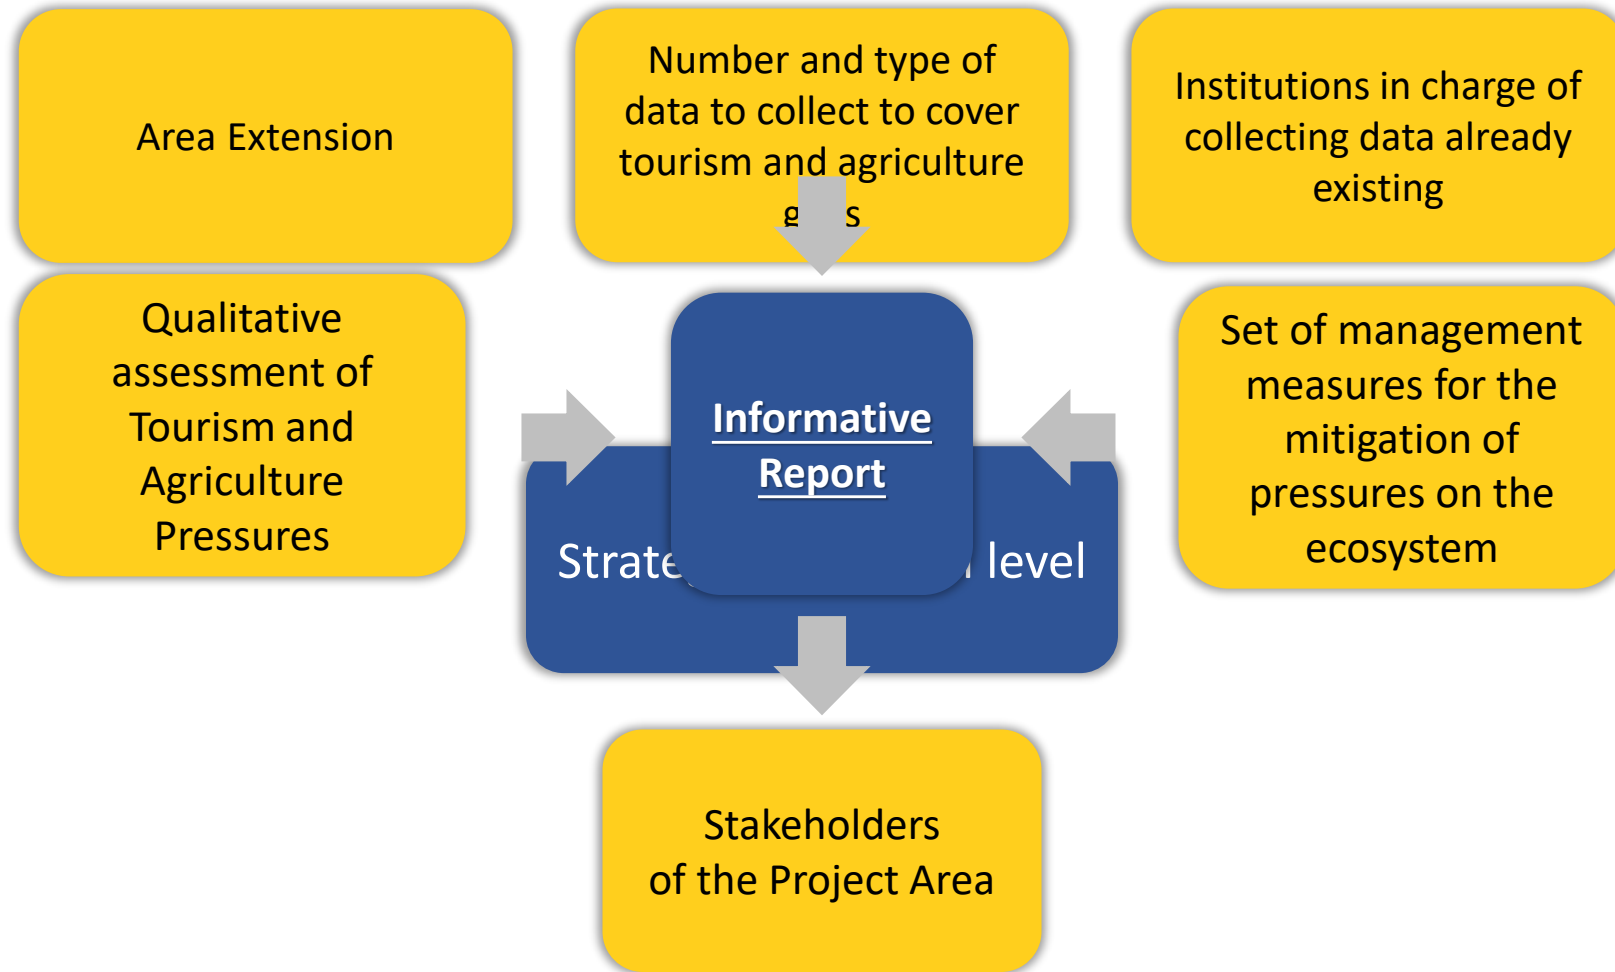 Area Extension
Number and type of
data to collect to cover
tourism and agriculture
Institutions in charge of
collecting data already
existing
Qualitative
assessment of
Tourism and
Agriculture
Pressures
Informative
Report
Set of management
measures for the
mitigation of
pressures on the
ecosystem
level
Stakeholders
of the Project Area